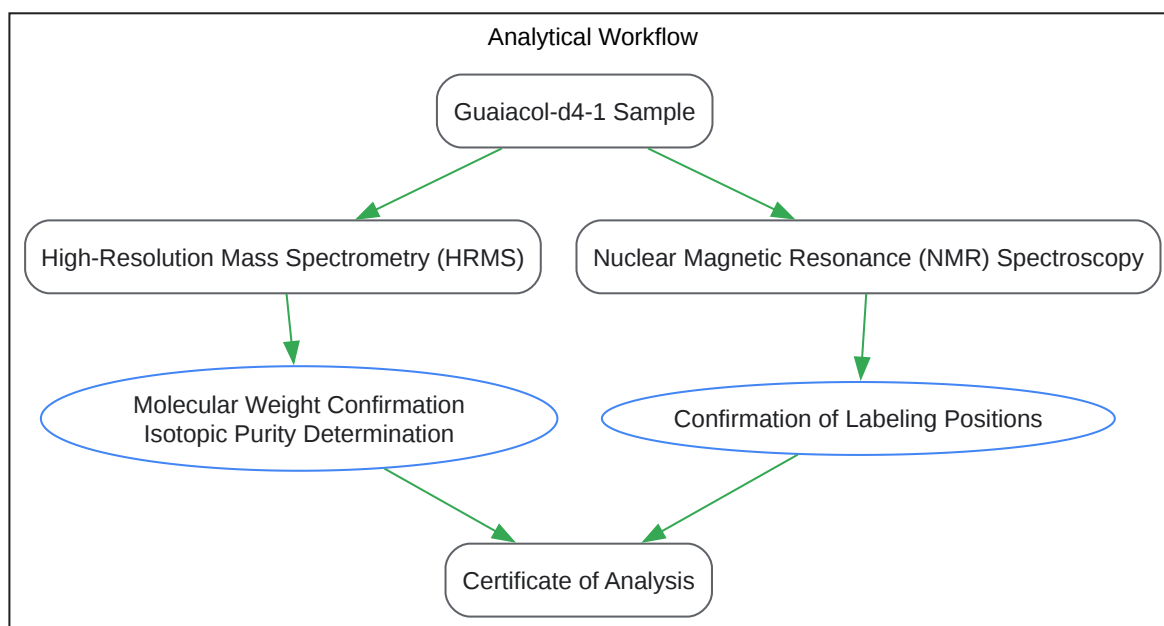 Analytical Workflow
Guaiacol-d4-1 Sample
High-Resolution Mass Spectrometry (HRMS)
Nuclear Magnetic Resonance (NMR) Spectroscopy
Molecular Weight Confirmation
Isotopic Purity Determination
Confirmation of Labeling Positions
Certificate of Analysis